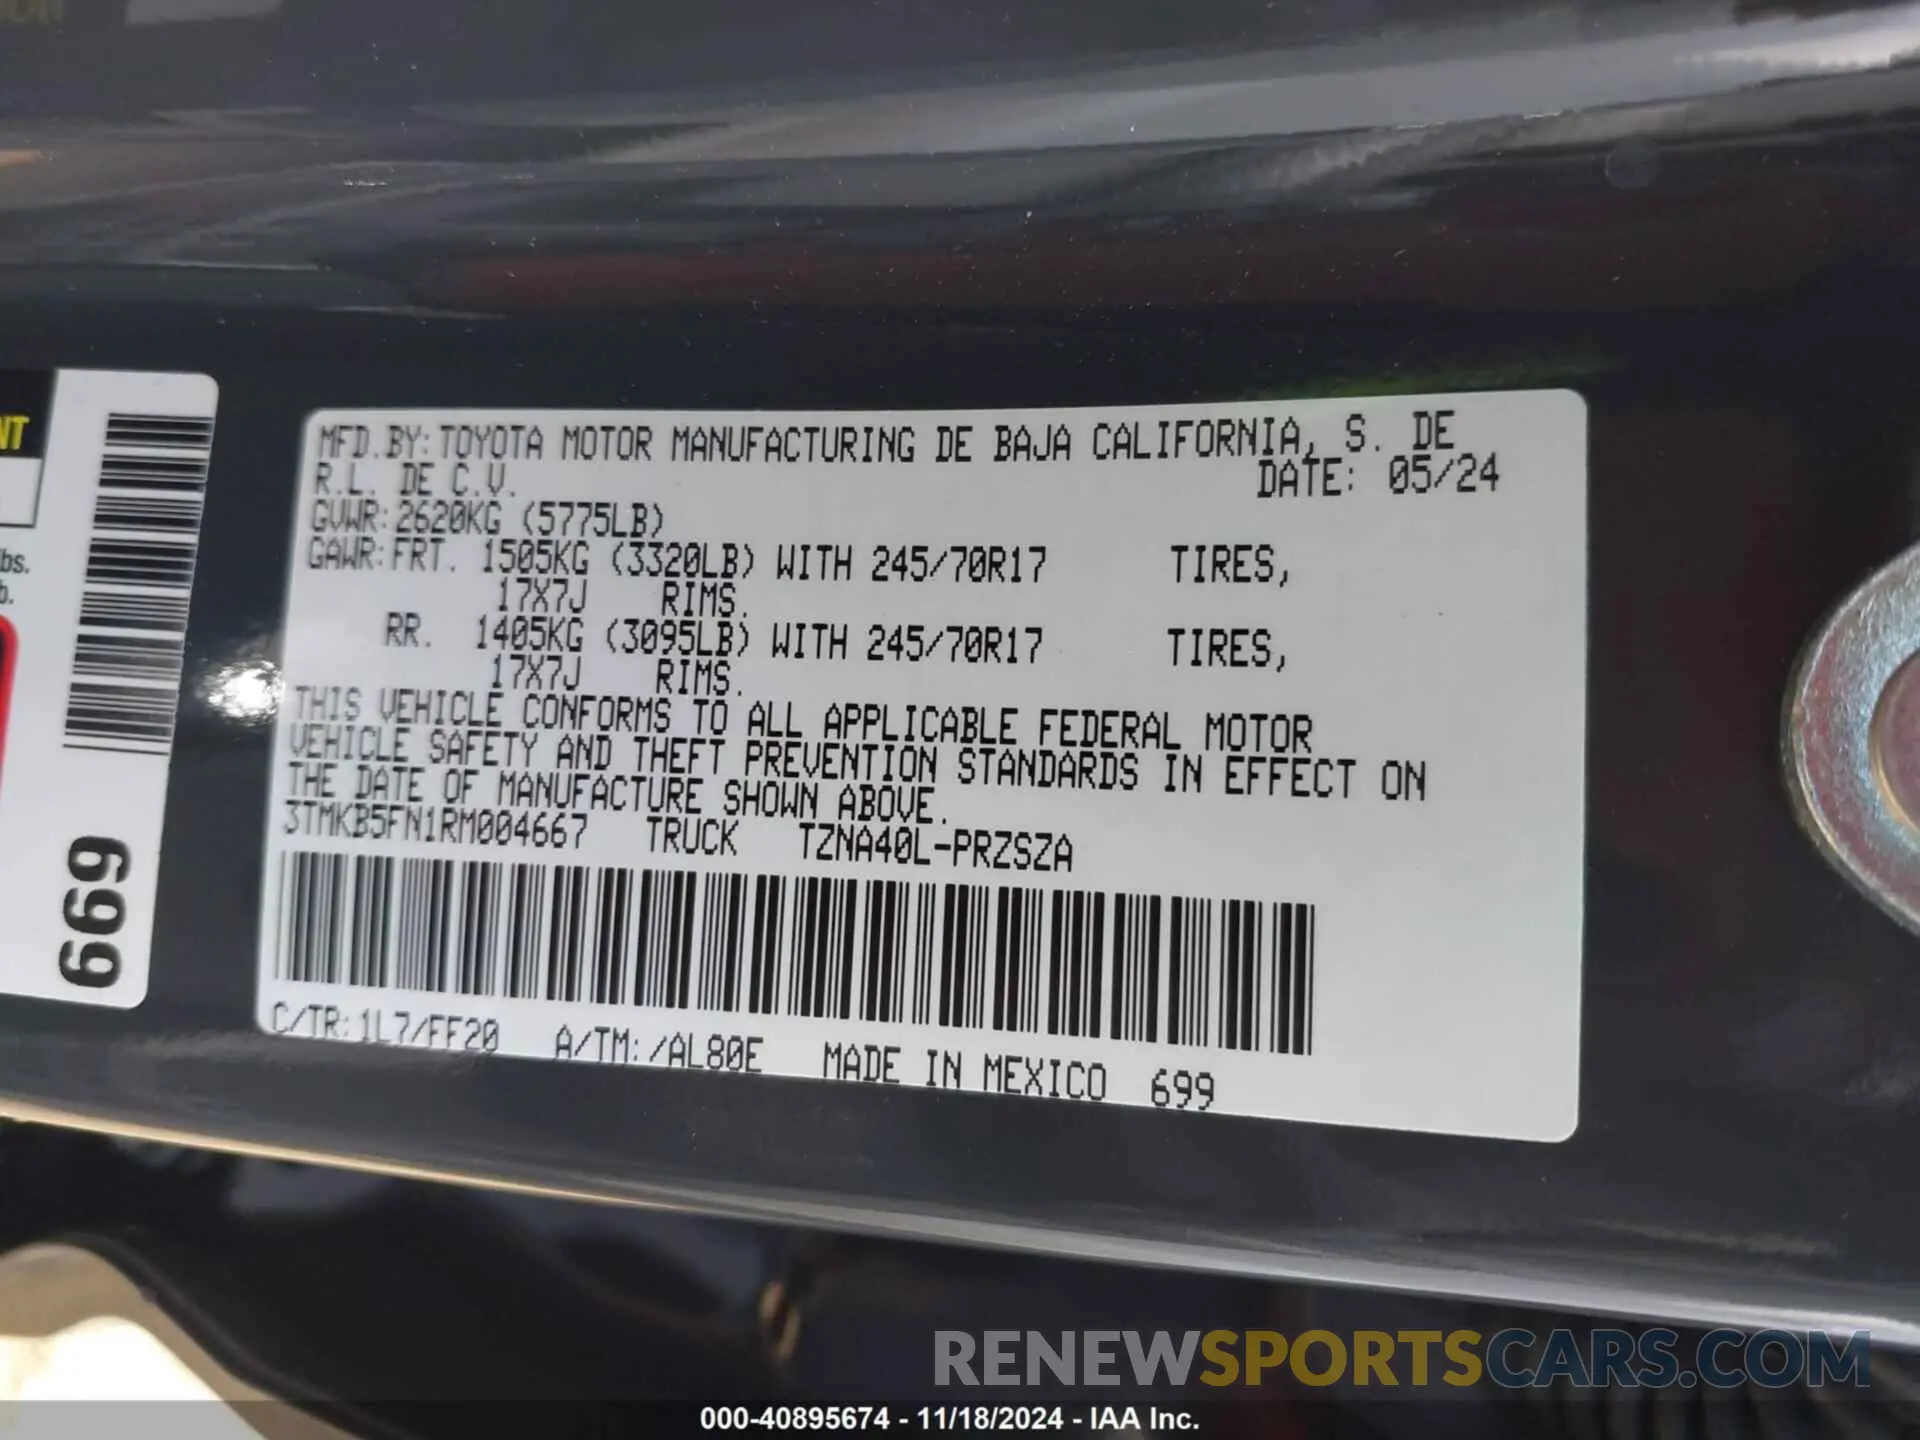 MFD.BY: TOYOTA MOTOR MANUFACTURING DE BAJA CALIFORNIA, S. DE
R.L. DE C.V. DATE: 05/24
GVWR: 2620KG (5775LB)
GAWR: FRT. 1505KG (3320LB) WITH 245/70R17 TIRES,
17X7J RIMS.
RR. 1405KG (3095LB) WITH 245/70R17 TIRES,
17X7J RIMS.
THIS VEHICLE CONFORMS TO ALL APPLICABLE FEDERAL MOTOR
VEHICLE SAFETY AND THEFT PREVENTION STANDARDS IN EFFECT ON
THE DATE OF MANUFACTURE SHOWN ABOVE.
3TMKB5FN1RM004667 TRUCK TZNA40L-PRZSZA
C/TR: 1L7/FF20 A/TM: /AL80E MADE IN MEXICO 699
NT
lbs.
b.
669
RENEWSPORTSCARS.COM
000-40895674 - 11/18/2024 - IAA Inc.